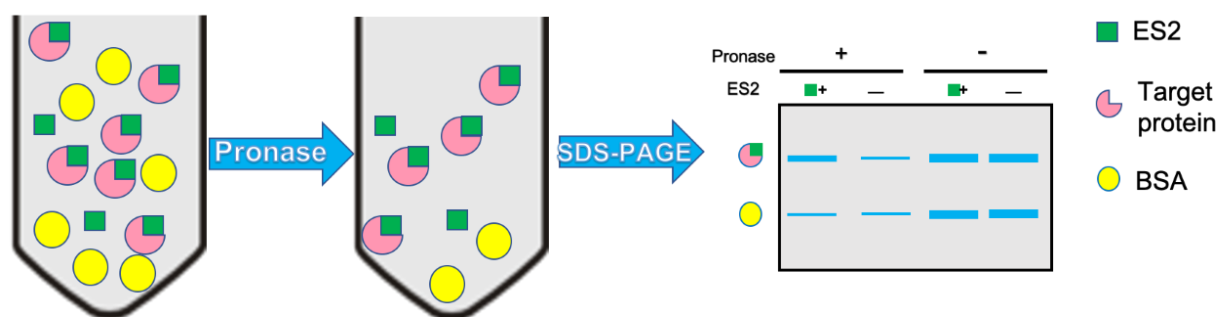 Pronase
SDS-PAGE
Pronase + -
ES2 + — + —
ES2
Target
protein
BSA